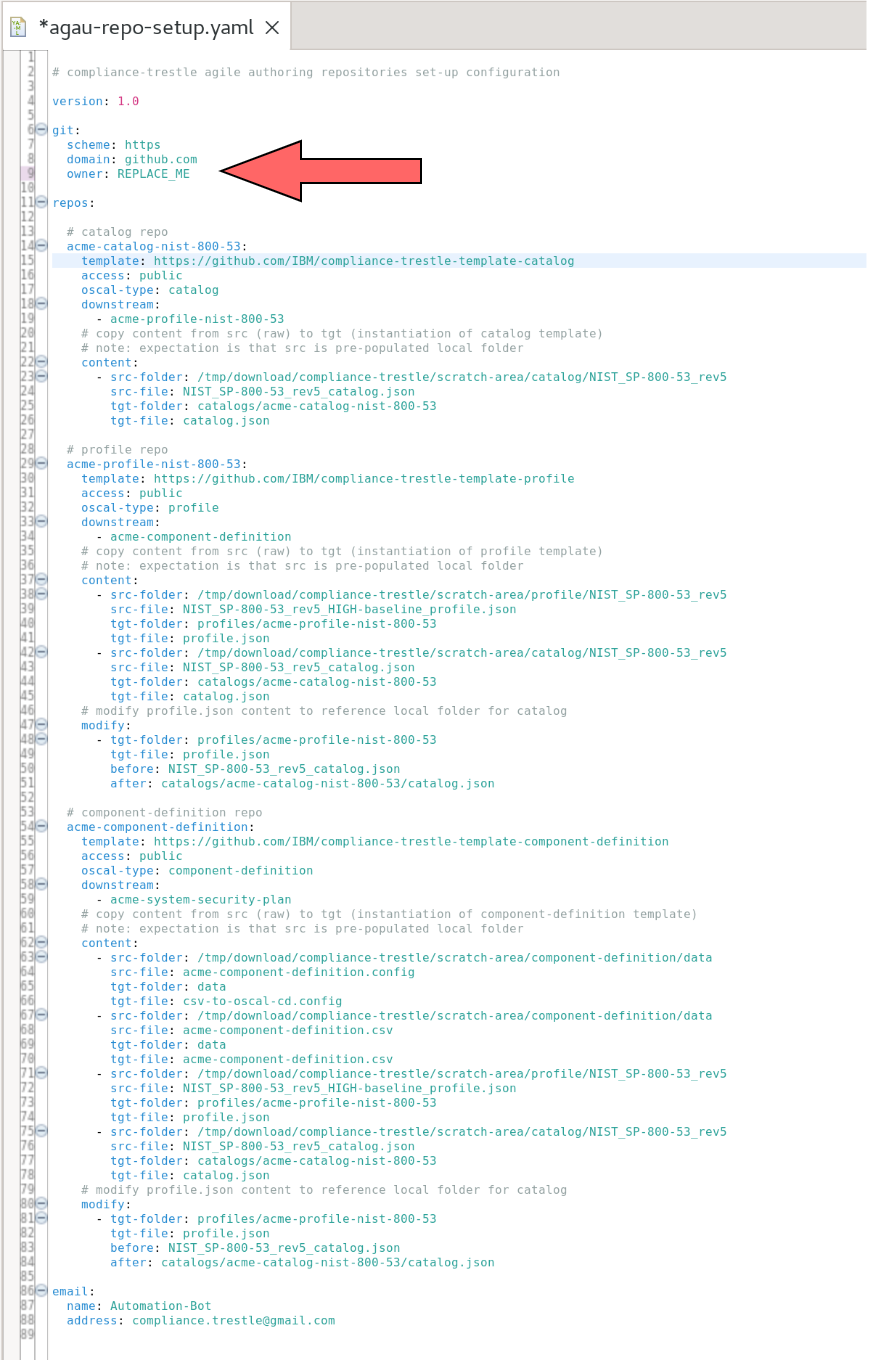 *agau-repo-setup.yaml ×
1
2 # compliance-trestle agile authoring repositories set-up configuration
3
4 version: 1.0
5
6 git:
7   scheme: https
8   domain: github.com
9   owner: REPLACE_ME
10
11 repos:
12
13   # catalog repo
14   acme-catalog-nist-800-53:
15     template: https://github.com/IBM/compliance-trestle-template-catalog
16     access: public
17     oscal-type: catalog
18     downstream:
19       - acme-profile-nist-800-53
20     # copy content from src (raw) to tgt (instantiation of catalog template)
21     # note: expectation is that src is pre-populated local folder
22     content:
23       - src-folder: /tmp/download/compliance-trestle/scratch-area/catalog/NIST_SP-800-53_rev5
24         src-file: NIST_SP-800-53_rev5_catalog.json
25         tgt-folder: catalogs/acme-catalog-nist-800-53
26         tgt-file: catalog.json
27
28   # profile repo
29   acme-profile-nist-800-53:
30     template: https://github.com/IBM/compliance-trestle-template-profile
31     access: public
32     oscal-type: profile
33     downstream:
34       - acme-component-definition
35     # copy content from src (raw) to tgt (instantiation of profile template)
36     # note: expectation is that src is pre-populated local folder
37     content:
38       - src-folder: /tmp/download/compliance-trestle/scratch-area/profile/NIST_SP-800-53_rev5
39         src-file: NIST_SP-800-53_rev5_HIGH-baseline_profile.json
40         tgt-folder: profiles/acme-profile-nist-800-53
41         tgt-file: profile.json
42       - src-folder: /tmp/download/compliance-trestle/scratch-area/catalog/NIST_SP-800-53_rev5
43         src-file: NIST_SP-800-53_rev5_catalog.json
44         tgt-folder: catalogs/acme-catalog-nist-800-53
45         tgt-file: catalog.json
46     # modify profile.json content to reference local folder for catalog
47     modify:
48       - tgt-folder: profiles/acme-profile-nist-800-53
49         tgt-file: profile.json
50         before: NIST_SP-800-53_rev5_catalog.json
51         after: catalogs/acme-catalog-nist-800-53/catalog.json
52
53   # component-definition repo
54   acme-component-definition:
55     template: https://github.com/IBM/compliance-trestle-template-component-definition
56     access: public
57     oscal-type: component-definition
58     downstream:
59       - acme-system-security-plan
60     # copy content from src (raw) to tgt (instantiation of component-definition template)
61     # note: expectation is that src is pre-populated local folder
62     content:
63       - src-folder: /tmp/download/compliance-trestle/scratch-area/component-definition/data
64         src-file: acme-component-definition.config
65         tgt-folder: data
66         tgt-file: csv-to-oscal-cd.config
67       - src-folder: /tmp/download/compliance-trestle/scratch-area/component-definition/data
68         src-file: acme-component-definition.csv
69         tgt-folder: data
70         tgt-file: acme-component-definition.csv
71       - src-folder: /tmp/download/compliance-trestle/scratch-area/profile/NIST_SP-800-53_rev5
72         src-file: NIST_SP-800-53_rev5_HIGH-baseline_profile.json
73         tgt-folder: profiles/acme-profile-nist-800-53
74         tgt-file: profile.json
75       - src-folder: /tmp/download/compliance-trestle/scratch-area/catalog/NIST_SP-800-53_rev5
76         src-file: NIST_SP-800-53_rev5_catalog.json
77         tgt-folder: catalogs/acme-catalog-nist-800-53
78         tgt-file: catalog.json
79     # modify profile.json content to reference local folder for catalog
80     modify:
81       - tgt-folder: profiles/acme-profile-nist-800-53
82         tgt-file: profile.json
83         before: NIST_SP-800-53_rev5_catalog.json
84         after: catalogs/acme-catalog-nist-800-53/catalog.json
85
86 email:
87   name: Automation-Bot
88   address: compliance.trestle@gmail.com
89